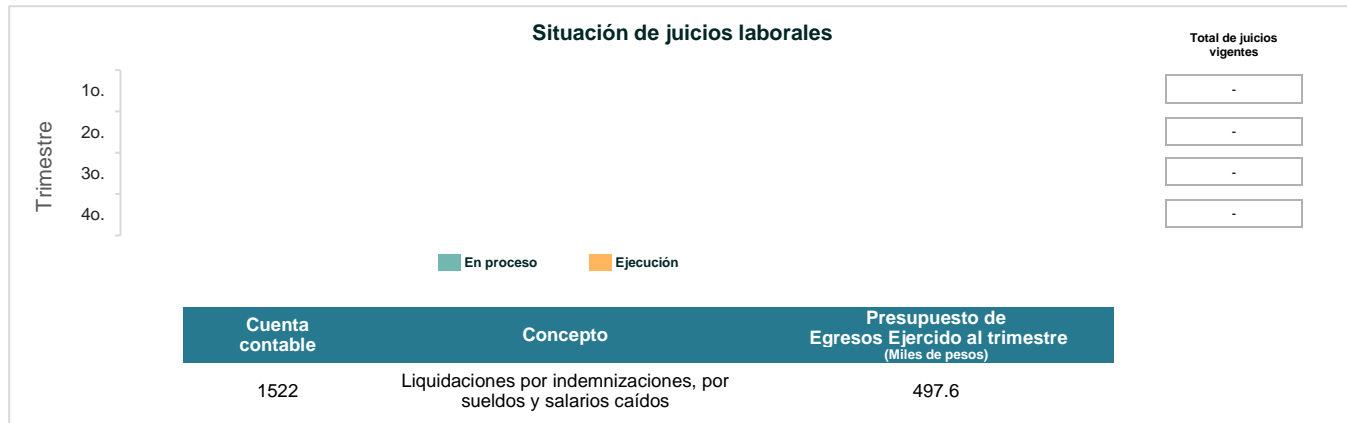 Situación de juicios laborales
Total de juicios
vigentes
Trimestre
1o.
-
2o.
-
3o.
-
4o.
-
En proceso
Ejecución
Cuenta
contable
Concepto
Presupuesto de
Egresos Ejercido al trimestre
(Miles de pesos)
1522
Liquidaciones por indemnizaciones, por
sueldos y salarios caídos
497.6